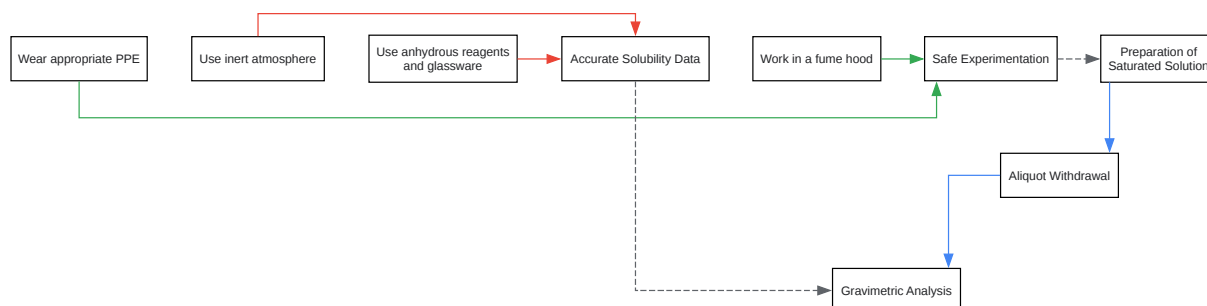 Wear appropriate PPE
Use inert atmosphere
Use anhydrous reagents
and glassware
Accurate Solubility Data
Work in a fume hood
Safe Experimentation
Preparation of
Saturated Solution
Aliquot Withdrawal
Gravimetric Analysis